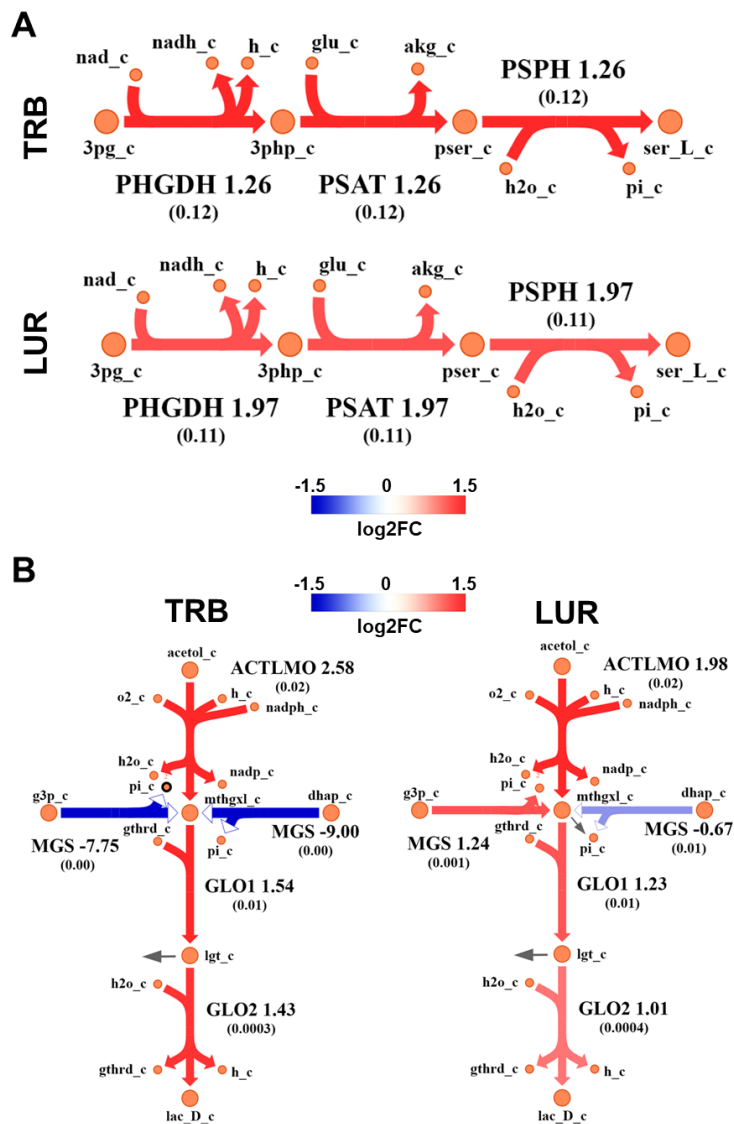 A
TRB
nad_c
nadh_c
h_c
glu_c
akg_c
PSPH 1.26
(0.12)
3pg_c
3php_c
pser_c
ser_L_c
PHGDH 1.26
(0.12)
PSAT 1.26
(0.12)
h2o_c
pi_c
LUR
nad_c
nadh_c
h_c
glu_c
akg_c
PSPH 1.97
(0.11)
3pg_c
3php_c
pser_c
ser_L_c
PHGDH 1.97
(0.11)
PSAT 1.97
(0.11)
h2o_c
pi_c
-1.5 0 1.5
log2FC
B
-1.5 0 1.5
log2FC
TRB
acetol_c
ACTLMO 2.58
(0.02)
o2_c
h_c
nadph_c
h2o_c
pi_c
nadp_c
g3p_c
mthgxl_c
dhap_c
gthrd_c
pi_c
MGS -7.75
(0.00)
MGS -9.00
(0.00)
GLO1 1.54
(0.01)
lgt_c
h2o_c
GLO2 1.43
(0.0003)
gthrd_c
h_c
lac_D_c
LUR
acetol_c
ACTLMO 1.98
(0.02)
o2_c
h_c
nadph_c
h2o_c
pi_c
nadp_c
g3p_c
mthgxl_c
dhap_c
gthrd_c
pi_c
MGS 1.24
(0.001)
MGS -0.67
(0.01)
GLO1 1.23
(0.01)
lgt_c
h2o_c
GLO2 1.01
(0.0004)
gthrd_c
h_c
lac_D_c